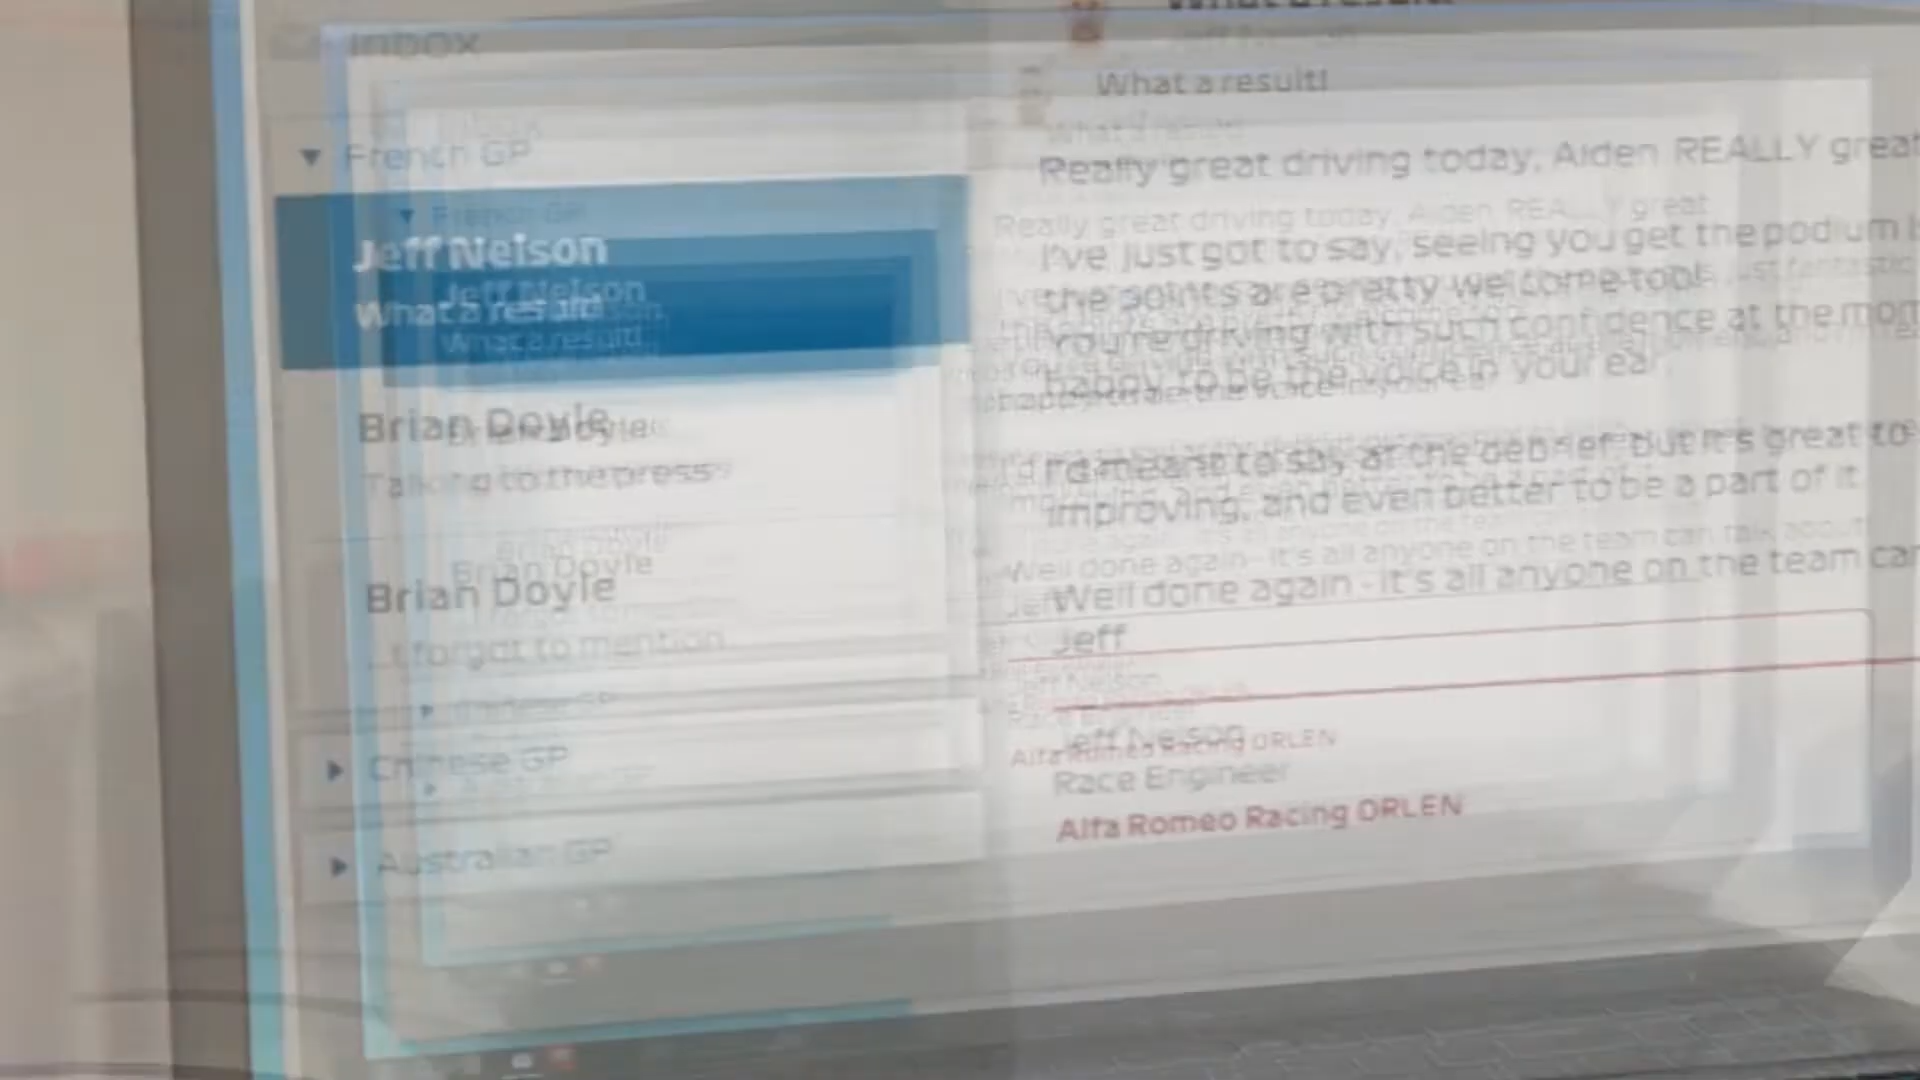 Inbox
French GP
Jeff Nelson
What a result!
Brian Doyle
Talking to the press
Brian Doyle
...I forgot to mention
Chinese GP
Australian GP
What a result!
Really great driving today, Aiden REALLY great
I've just got to say, seeing you get the podium
the points are pretty welcome too!
You're driving with such confidence at the
happy to be the voice in your ear.
I'd meant to say at the debrief but it's great to
improving, and even better to be a part of it.
Well done again - it's all anyone on the team can
Jeff
Jeff Nelson
Race Engineer
Alfa Romeo Racing ORLEN